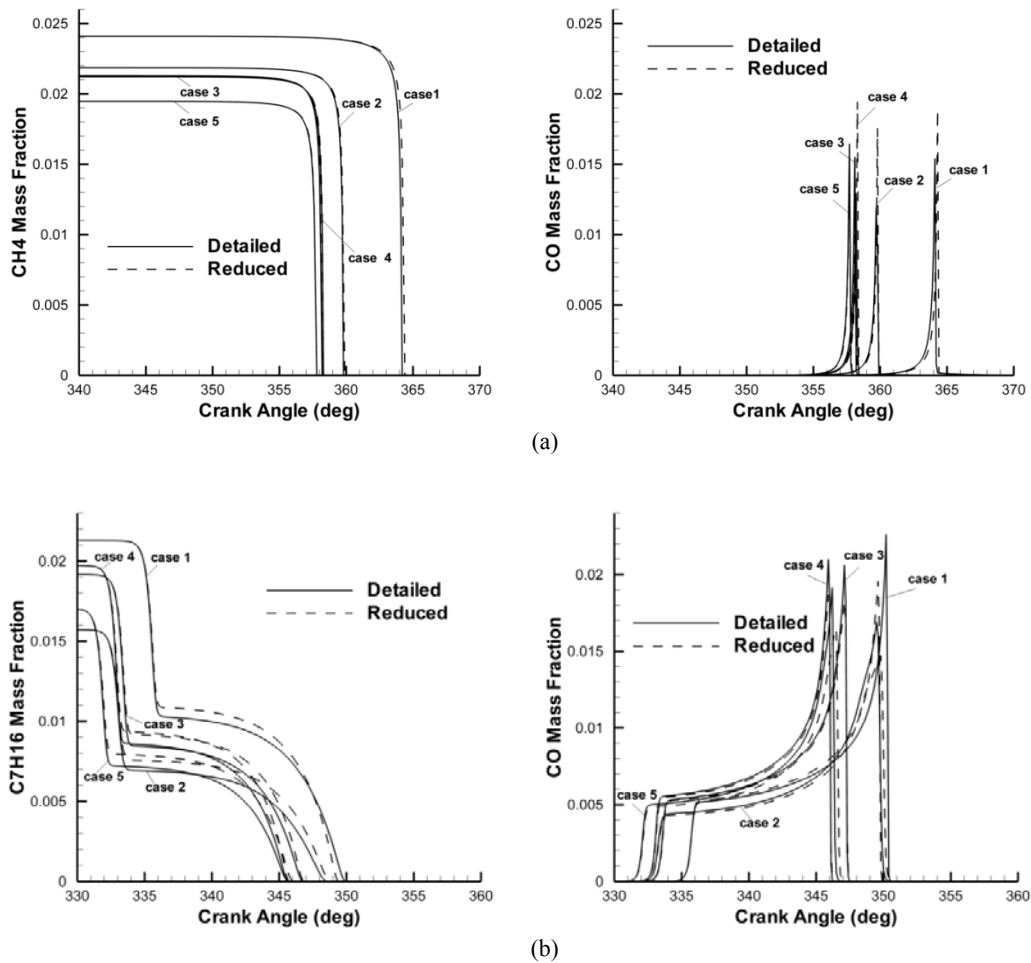 0.025
0.02
0.015
0.01
0.005
0
CH4 Mass Fraction
case1
case 2
case 3
case 5
case 4
Detailed
Reduced
340 345 350 355 360 365 370
Crank Angle (deg)
0.025
0.02
0.015
0.01
0.005
0
CO Mass Fraction
Detailed
Reduced
case 4
case 3
case 1
case 2
case 5
340 345 350 355 360 365 370
Crank Angle (deg)
(a)
0.02
0.015
0.01
0.005
0
C7H16 Mass Fraction
case 4
case 1
Detailed
Reduced
case 3
case 5
case 2
330 335 340 345 350 355 360
Crank Angle (deg)
0.02
0.015
0.01
0.005
0
CO Mass Fraction
case 4
case 3
case 1
Detailed
Reduced
case 5
case 2
330 335 340 345 350 355 360
Crank Angle (deg)
(b)